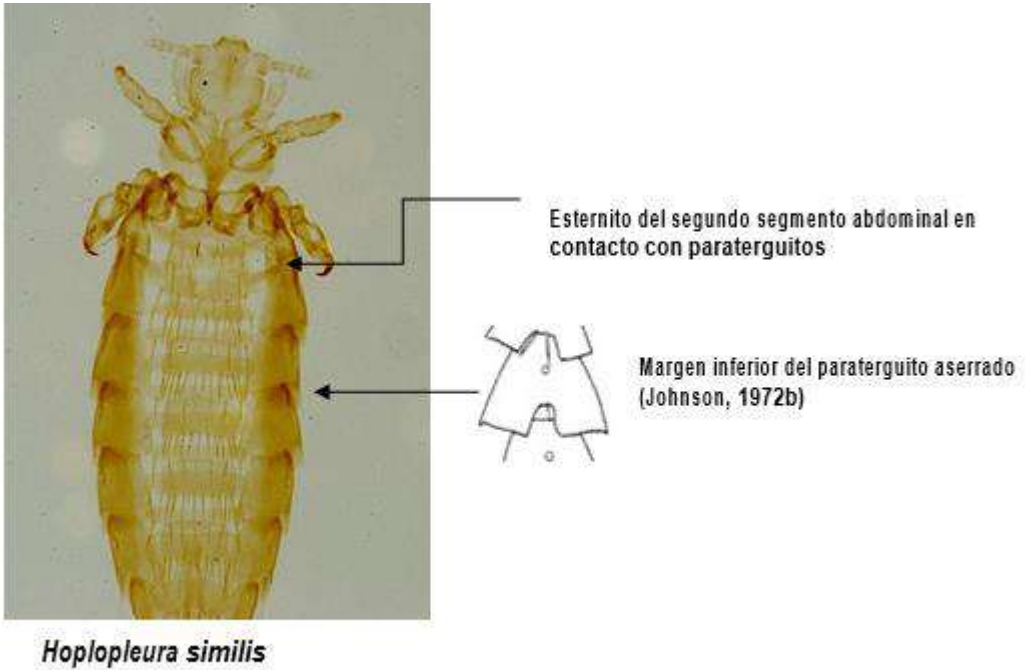 Esternito del segundo segmento abdominal en
contacto con paraterguitos
Margen inferior del paraterguito aserrado
(Johnson, 1972b)
Hoplopleura similis